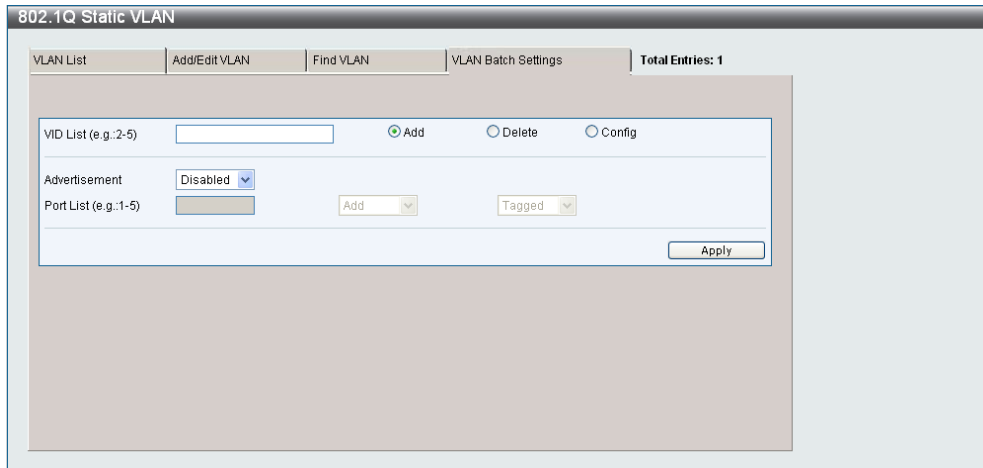 802.1Q Static VLAN
VLAN List Add/Edit VLAN Find VLAN VLAN Batch Settings Total Entries: 1
VID List (e.g.:2-5) Add Delete Config
Advertisement Disabled
Port List (e.g.:1-5) Add Tagged
Apply